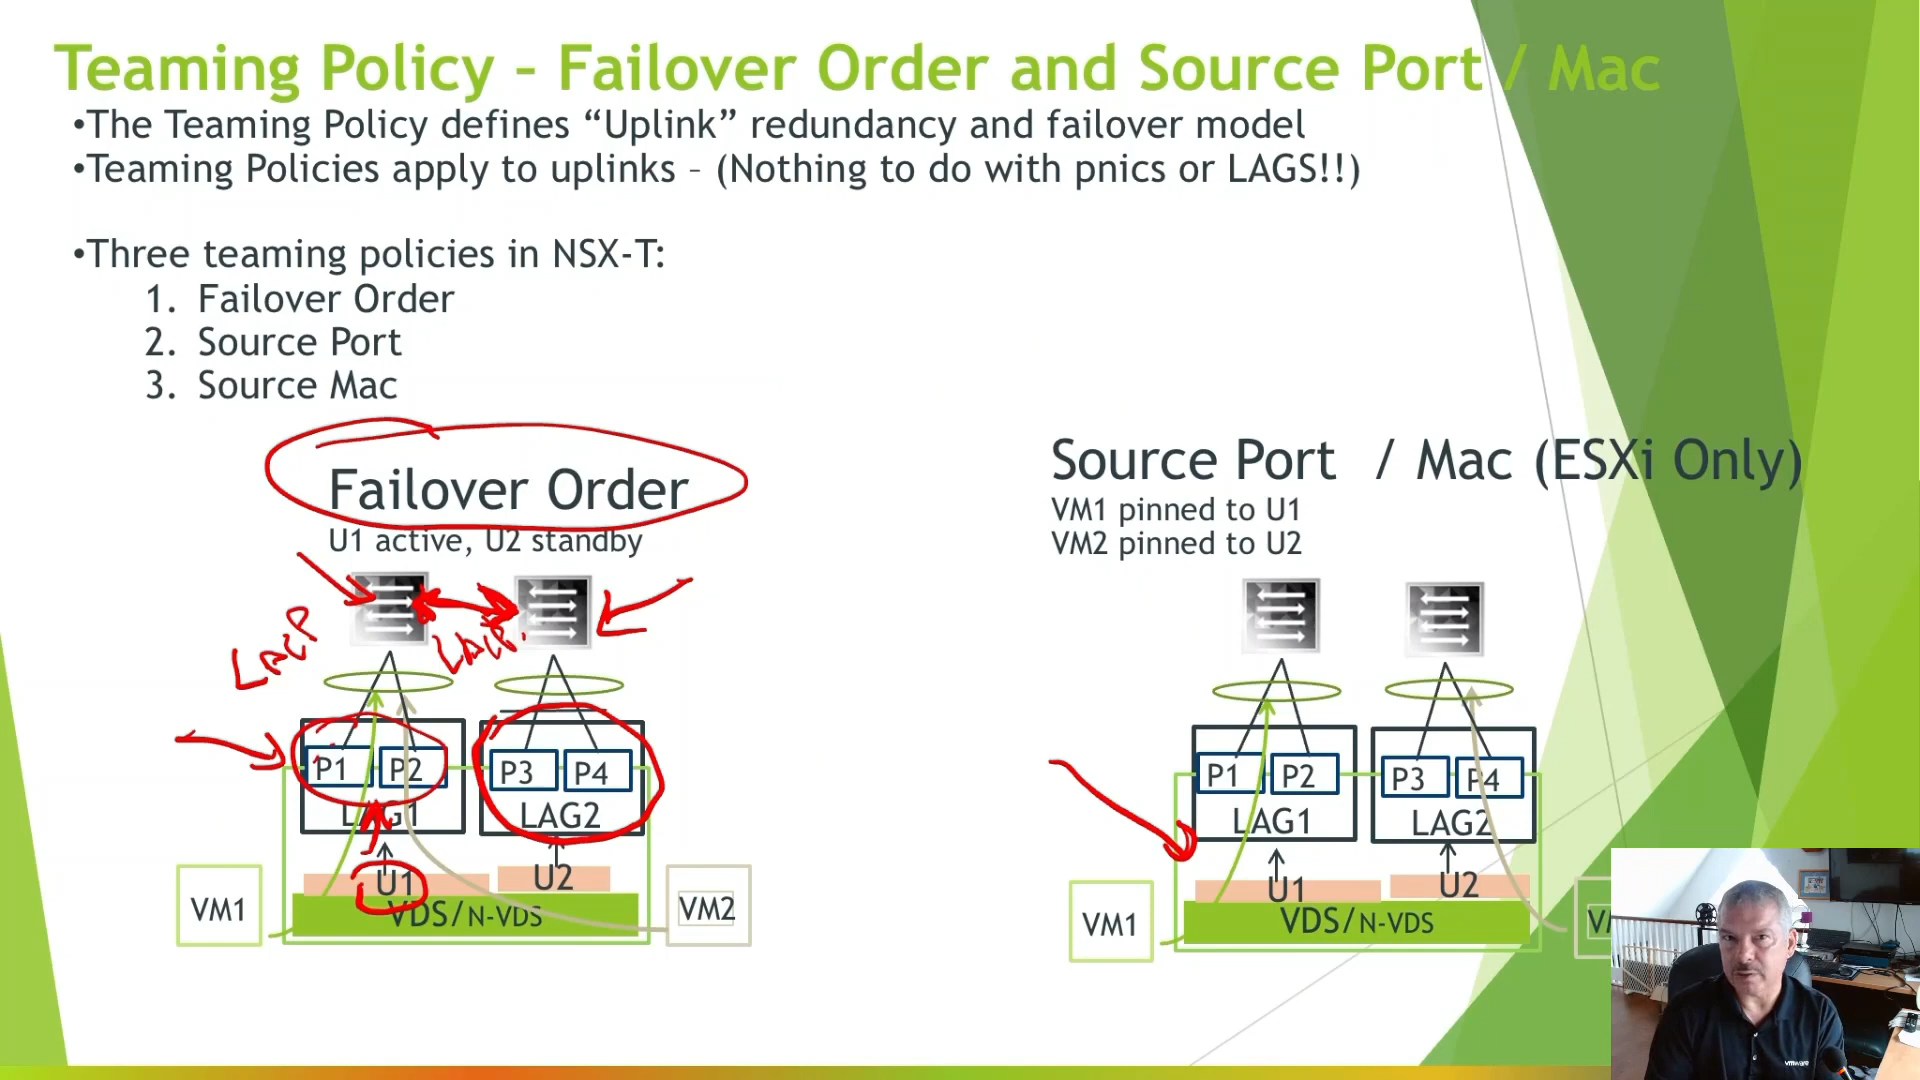 Teaming Policy – Failover Order and Source Port / Mac
•The Teaming Policy defines “Uplink” redundancy and failover model
•Teaming Policies apply to uplinks – (Nothing to do with pnics or LAGS!!)
•Three teaming policies in NSX-T:
1. Failover Order
2. Source Port
3. Source Mac
Failover Order
U1 active, U2 standby
LACP
LACP
P1
P2
P3
P4
LAG1
LAG2
U1
U2
VM1
VDS/N-VDS
VM2
Source Port / Mac (ESXi Only)
VM1 pinned to U1
VM2 pinned to U2
P1
P2
P3
P4
LAG1
LAG2
U1
U2
VM1
VDS/N-VDS
vmware